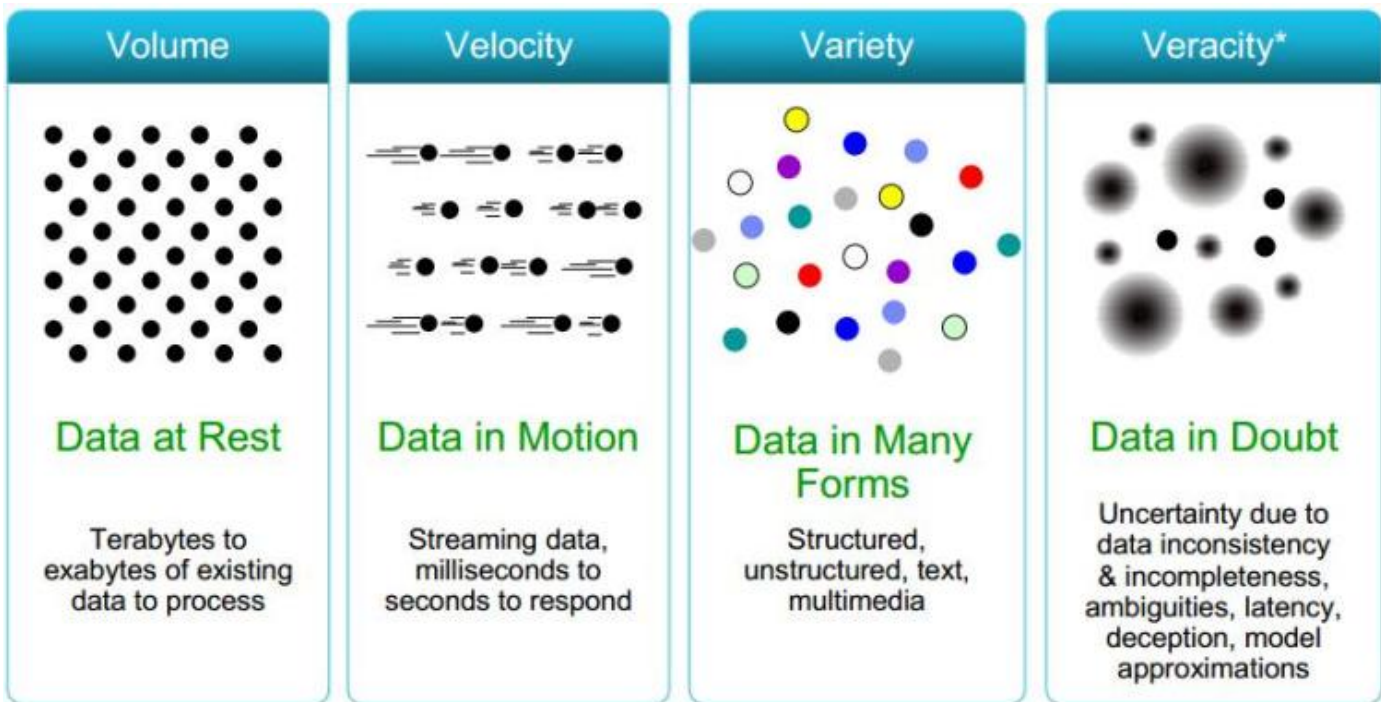 Volume
Data at Rest
Terabytes to
exabytes of existing
data to process
Velocity
Data in Motion
Streaming data,
milliseconds to
seconds to respond
Variety
Data in Many
Forms
Structured,
unstructured, text,
multimedia
Veracity*
Data in Doubt
Uncertainty due to
data inconsistency
& incompleteness,
ambiguities, latency,
deception, model
approximations